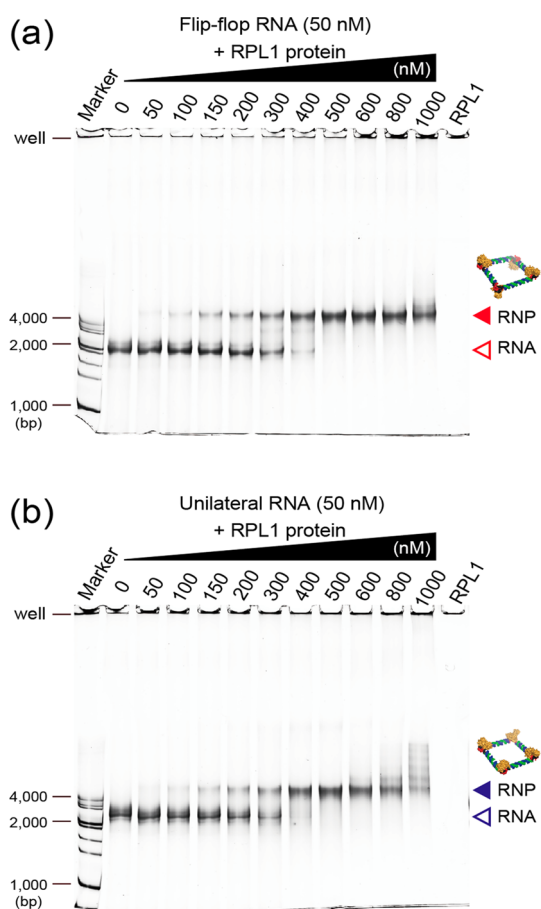 (a)
Flip-flop RNA (50 nM)
+ RPL1 protein
(nM)
Marker 0 50 100 150 200 300 400 500 600 800 1000 RPL1
well
4,000
RNP
2,000
RNA
1,000
(bp)
(b)
Unilateral RNA (50 nM)
+ RPL1 protein
(nM)
Marker 0 50 100 150 200 300 400 500 600 800 1000 RPL1
well
4,000
RNP
2,000
RNA
1,000
(bp)